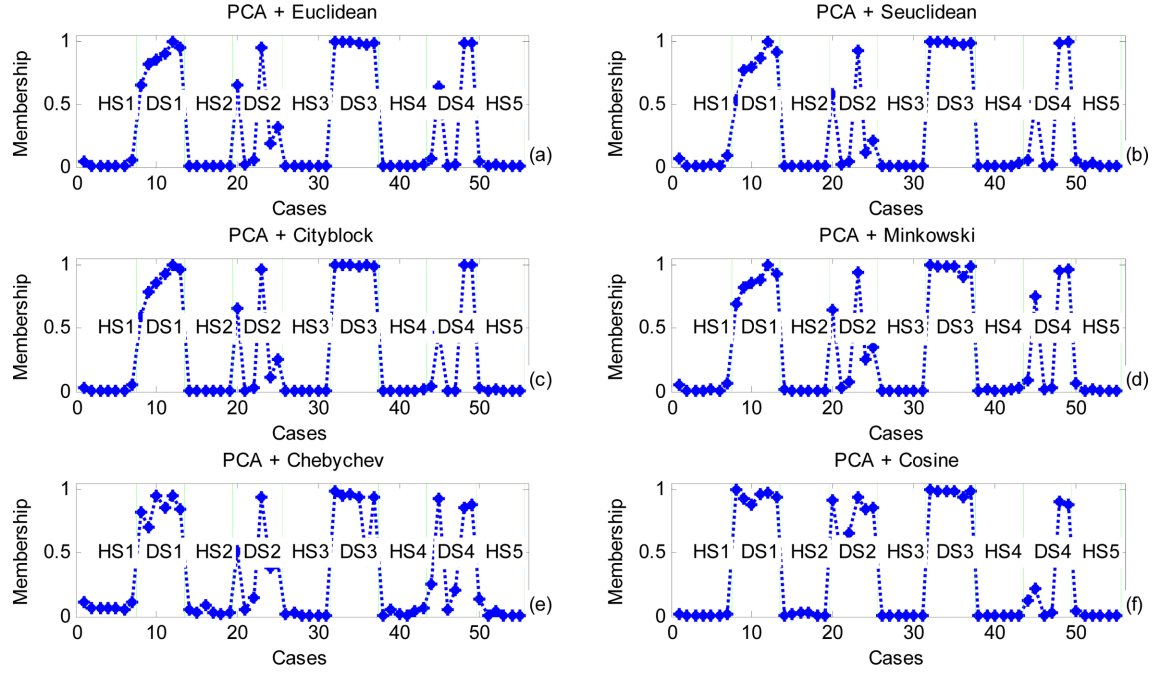 PCA + Euclidean
1
0.5
0
Membership
HS1 DS1 HS2 DS2 HS3 DS3 HS4 DS4 HS5
(a)
0 10 20 30 40 50
Cases
PCA + Seuclidean
1
0.5
0
Membership
HS1 DS1 HS2 DS2 HS3 DS3 HS4 DS4 HS5
(b)
0 10 20 30 40 50
Cases
PCA + Cityblock
1
0.5
0
Membership
HS1 DS1 HS2 DS2 HS3 DS3 HS4 DS4 HS5
(c)
0 10 20 30 40 50
Cases
PCA + Minkowski
1
0.5
0
Membership
HS1 DS1 HS2 DS2 HS3 DS3 HS4 DS4 HS5
(d)
0 10 20 30 40 50
Cases
PCA + Chebychev
1
0.5
0
Membership
HS1 DS1 HS2 DS2 HS3 DS3 HS4 DS4 HS5
(e)
0 10 20 30 40 50
Cases
PCA + Cosine
1
0.5
0
Membership
HS1 DS1 HS2 DS2 HS3 DS3 HS4 DS4 HS5
(f)
0 10 20 30 40 50
Cases